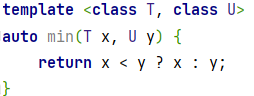 template <class T, class U>
auto min(T x, U y) {
    return x < y ? x : y;
}